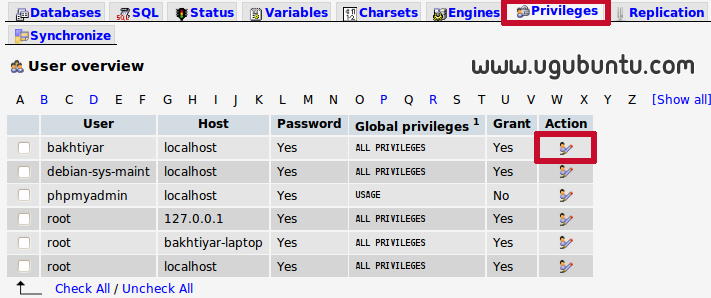 Databases SQL Status Variables Charsets Engines Privileges Replication
Synchronize
User overview
www.ugubuntu.com
A B C D E F G H I J K L M N O P Q R S T U V W X Y Z [Show all]
User Host Password Global privileges 1 Grant Action
bakhtiyar localhost Yes ALL PRIVILEGES Yes
debian-sys-maint localhost Yes ALL PRIVILEGES Yes
phpmyadmin localhost Yes USAGE No
root 127.0.0.1 Yes ALL PRIVILEGES Yes
root bakhtiyar-laptop Yes ALL PRIVILEGES Yes
root localhost Yes ALL PRIVILEGES Yes
Check All / Uncheck All